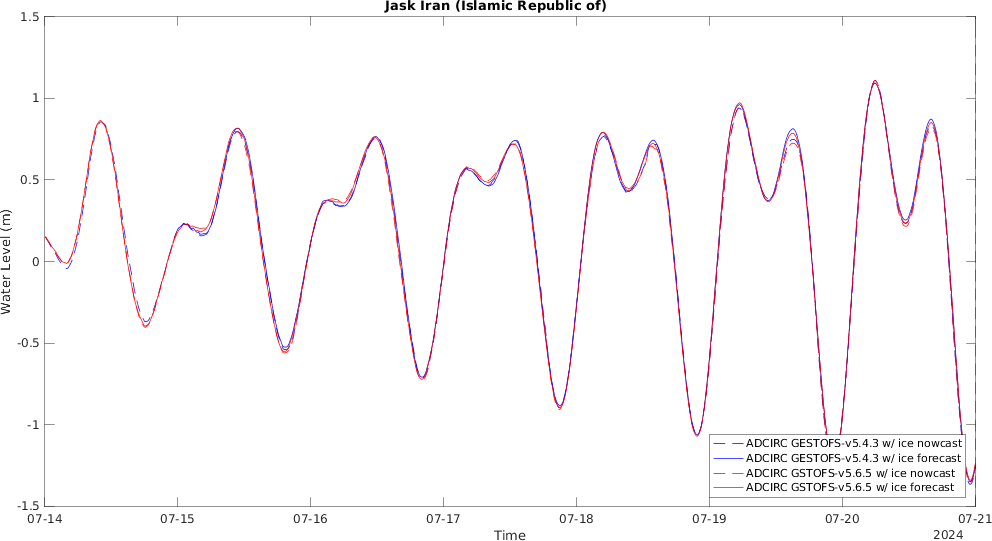 Jask Iran (Islamic Republic of)
1.5
1
0.5
0
-0.5
-1
-1.5
Water Level (m)
ADCIRC GESTOFS-v5.4.3 w/ ice nowcast
ADCIRC GESTOFS-v5.4.3 w/ ice forecast
ADCIRC GSTOFS-v5.6.5 w/ ice nowcast
ADCIRC GSTOFS-v5.6.5 w/ ice forecast
07-14 07-15 07-16 07-17 07-18 07-19 07-20 07-21
Time
2024